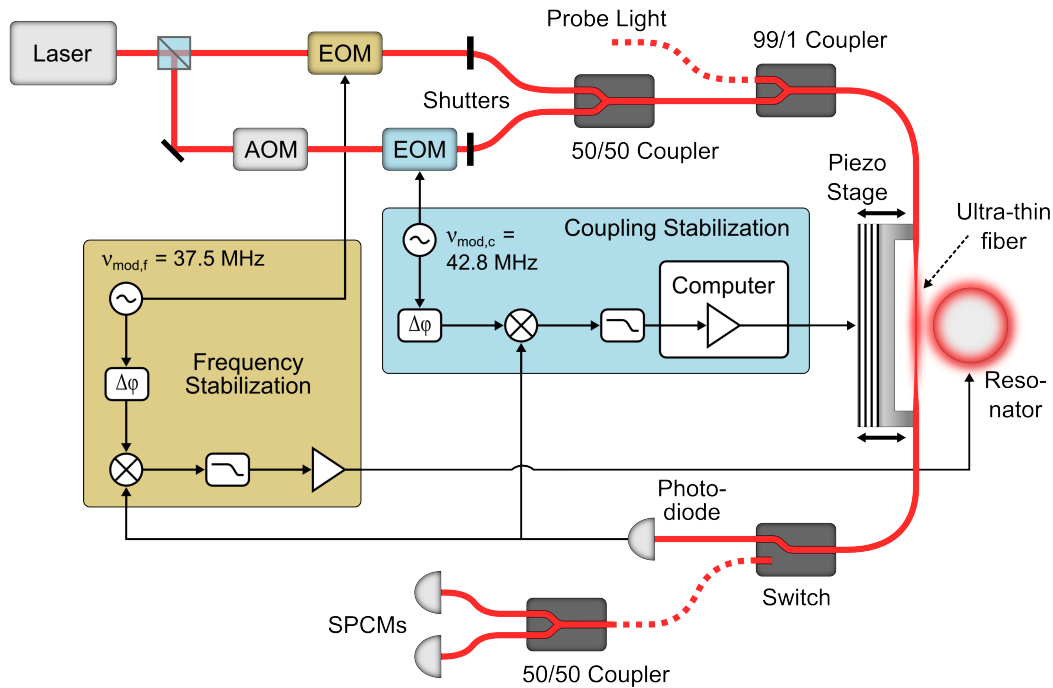 Probe Light
99/1 Coupler
Laser
EOM
Shutters
50/50 Coupler
AOM
EOM
Piezo
Stage
Ultra-thin
fiber
ν_mod,c =
42.8 MHz
Coupling Stabilization
ν_mod,f = 37.5 MHz
Computer
Δφ
Frequency
Stabilization
Δφ
Reso-
nator
Photo-
diode
Switch
SPCMs
50/50 Coupler